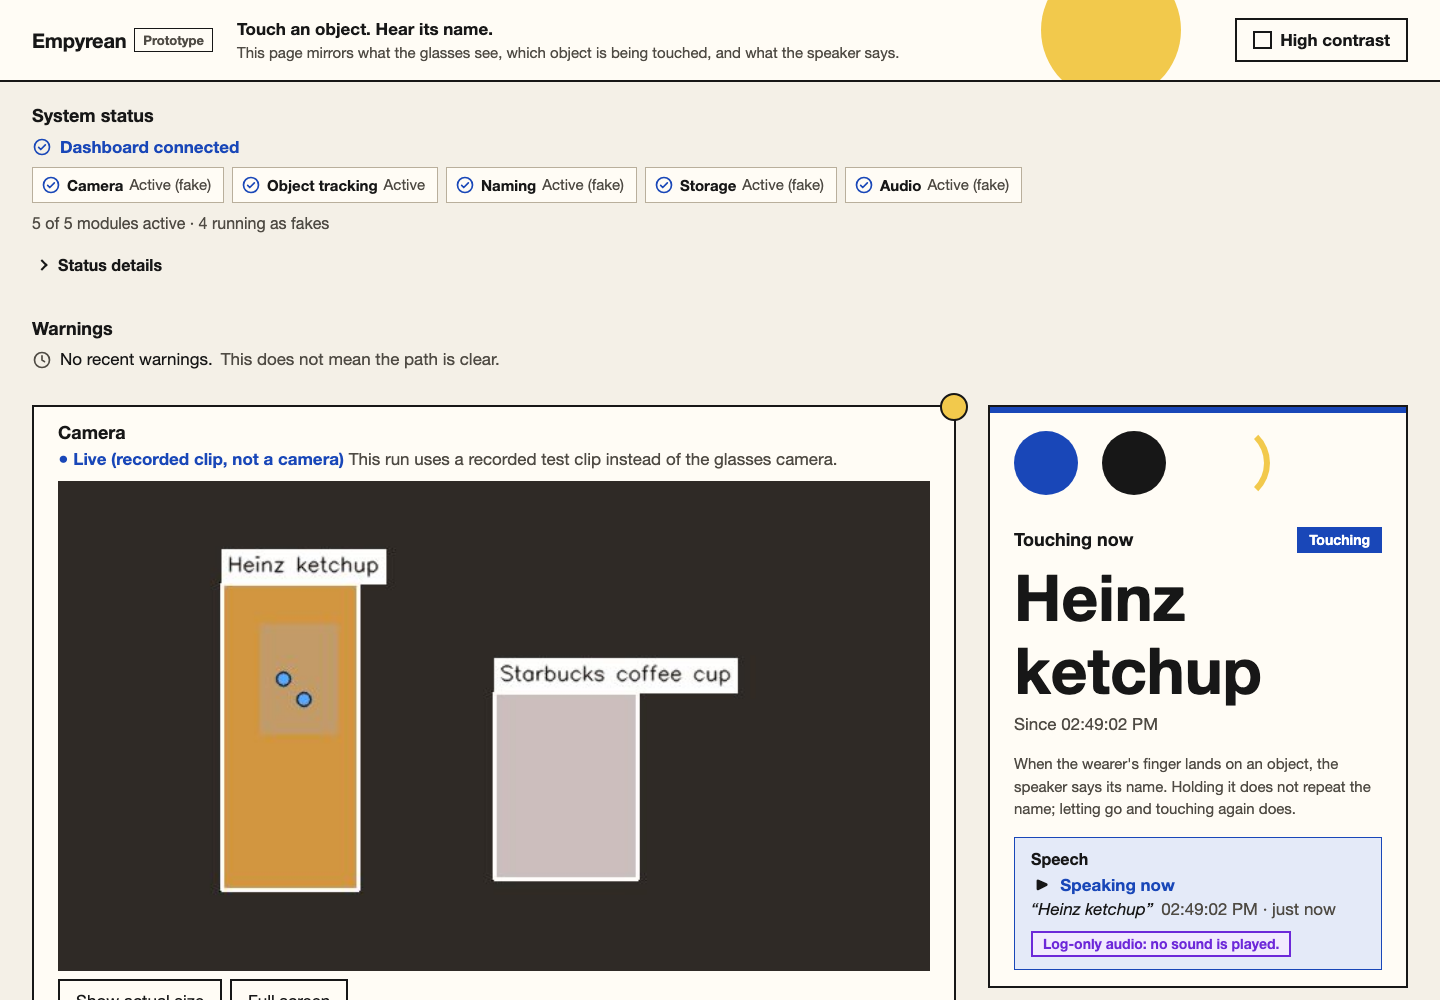 Empyrean
Prototype
Touch an object. Hear its name.
This page mirrors what the glasses see, which object is being touched, and what the speaker says.
High contrast
System status
Dashboard connected
Camera Active (fake)
Object tracking Active
Naming Active (fake)
Storage Active (fake)
Audio Active (fake)
5 of 5 modules active · 4 running as fakes
Status details
Warnings
No recent warnings. This does not mean the path is clear.
Camera
Live (recorded clip, not a camera) This run uses a recorded test clip instead of the glasses camera.
Heinz ketchup
Starbucks coffee cup
Show actual size
Full screen
Touching now
Touching
Heinz
ketchup
Since 02:49:02 PM
When the wearer's finger lands on an object, the
speaker says its name. Holding it does not repeat the
name; letting go and touching again does.
Speech
Speaking now
“Heinz ketchup” 02:49:02 PM · just now
Log-only audio: no sound is played.